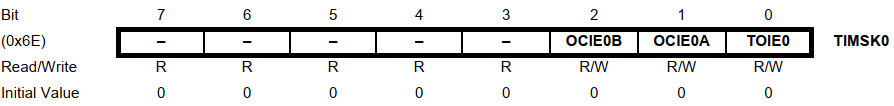 Bit 7 6 5 4 3 2 1 0
(0x6E) – – – – – OCIE0B OCIE0A TOIE0 TIMSK0
Read/Write R R R R R R/W R/W R/W
Initial Value 0 0 0 0 0 0 0 0